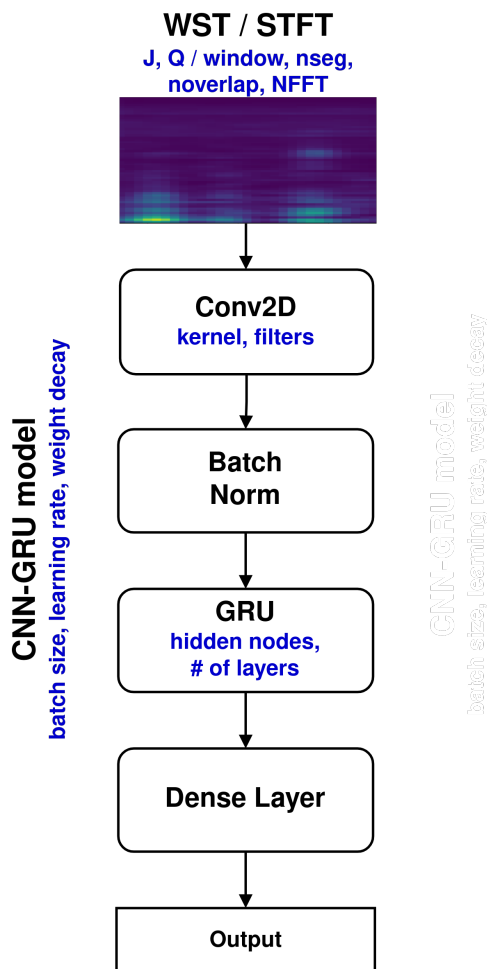 WST / STFT
J, Q / window, nseg,
noverlap, NFFT
Conv2D
kernel, filters
CNN-GRU model
batch size, learning rate, weight decay
Batch
Norm
GRU
hidden nodes,
# of layers
Dense Layer
Output
CNN-GRU model
batch size, learning rate, weight decay